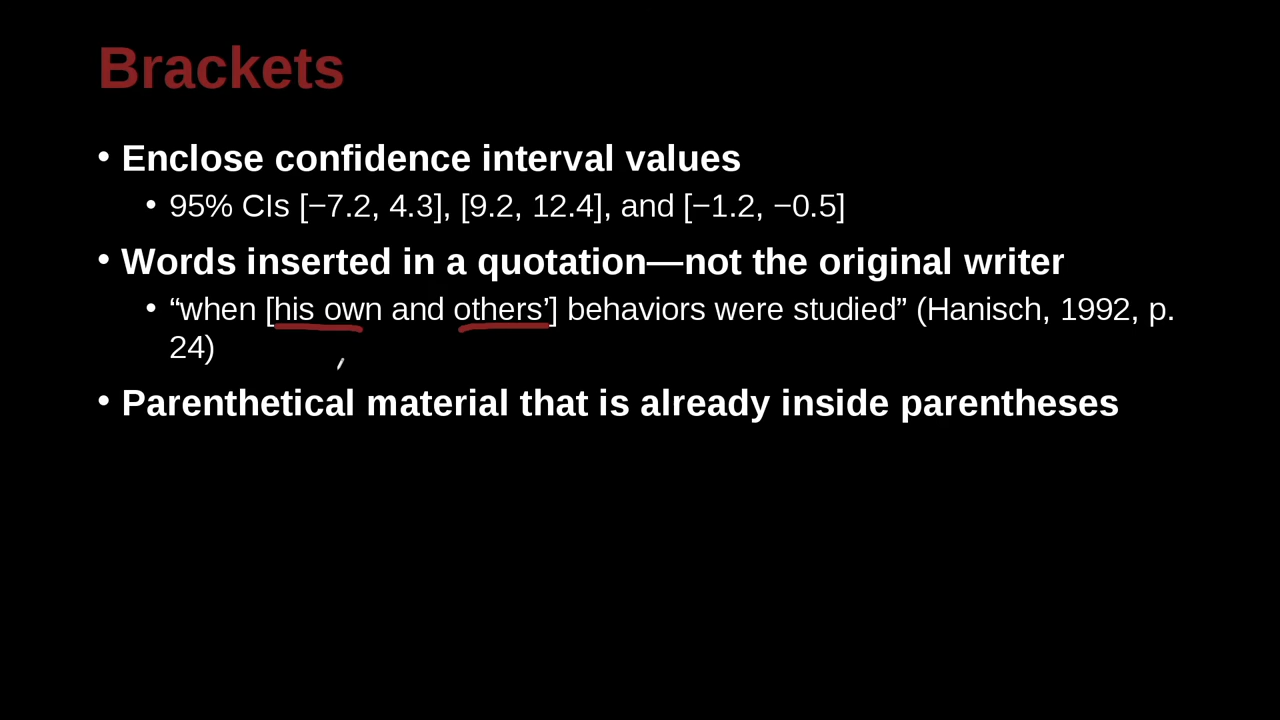 Brackets
• Enclose confidence interval values
• 95% CIs [−7.2, 4.3], [9.2, 12.4], and [−1.2, −0.5]
• Words inserted in a quotation—not the original writer
• “when [his own and others’] behaviors were studied” (Hanisch, 1992, p.
24)
• Parenthetical material that is already inside parentheses